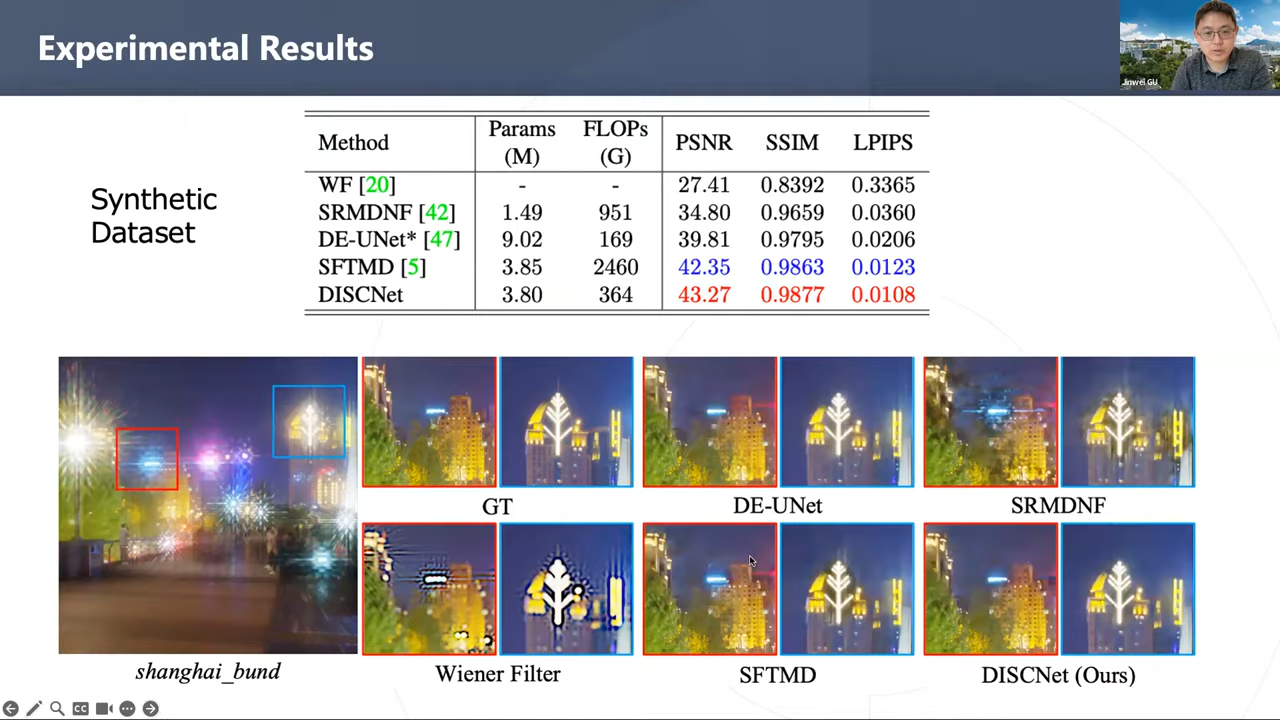 Experimental Results
Jinwei GU
Synthetic
Dataset
Method Params (M) FLOPs (G) PSNR SSIM LPIPS
WF [20] - - 27.41 0.8392 0.3365
SRMDNF [42] 1.49 951 34.80 0.9659 0.0360
DE-UNet* [47] 9.02 169 39.81 0.9795 0.0206
SFTMD [5] 3.85 2460 42.35 0.9863 0.0123
DISCNet 3.80 364 43.27 0.9877 0.0108
GT DE-UNet SRMDNF
shanghai_bund Wiener Filter SFTMD DISCNet (Ours)
CC